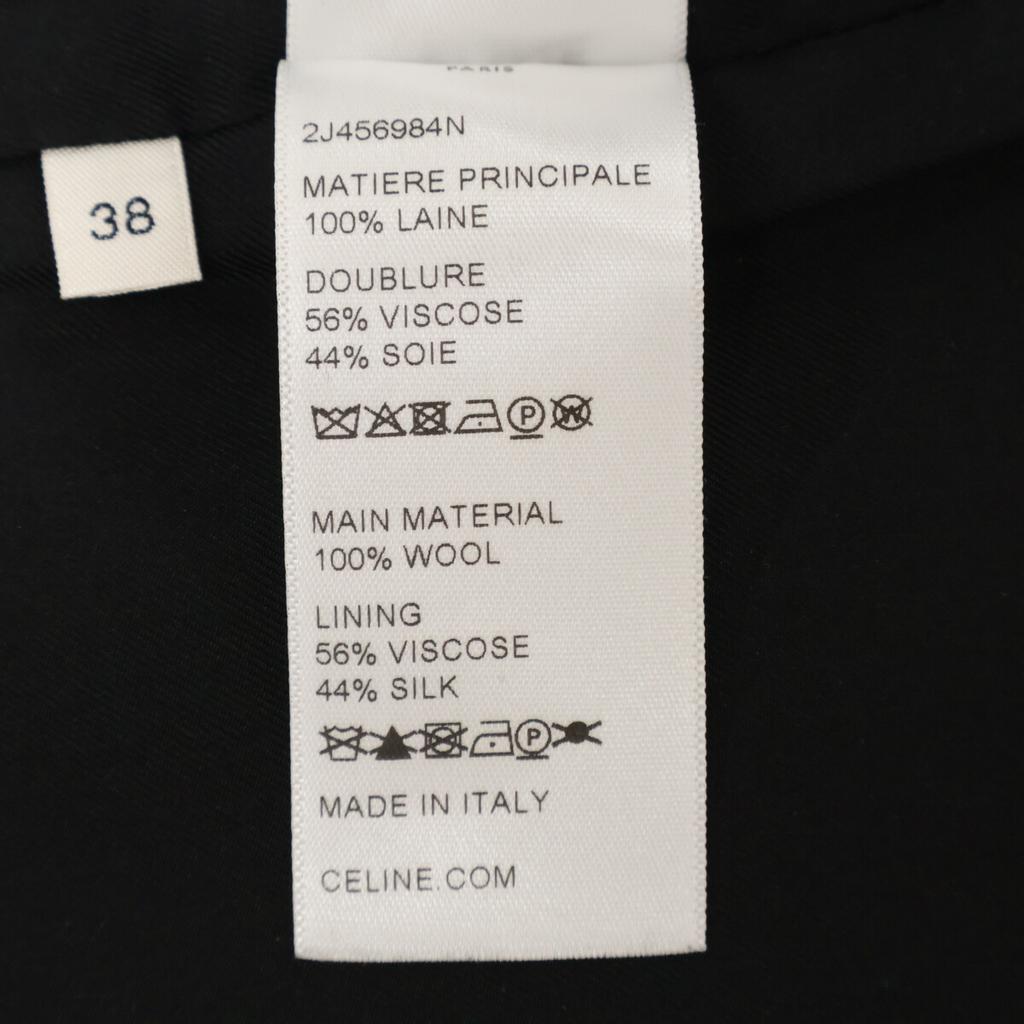 PARIS
2J456984N
MATIERE PRINCIPALE
100% LAINE
DOUBLURE
56% VISCOSE
44% SOIE
P W
MAIN MATERIAL
100% WOOL
LINING
56% VISCOSE
44% SILK
P
MADE IN ITALY
CELINE.COM
38